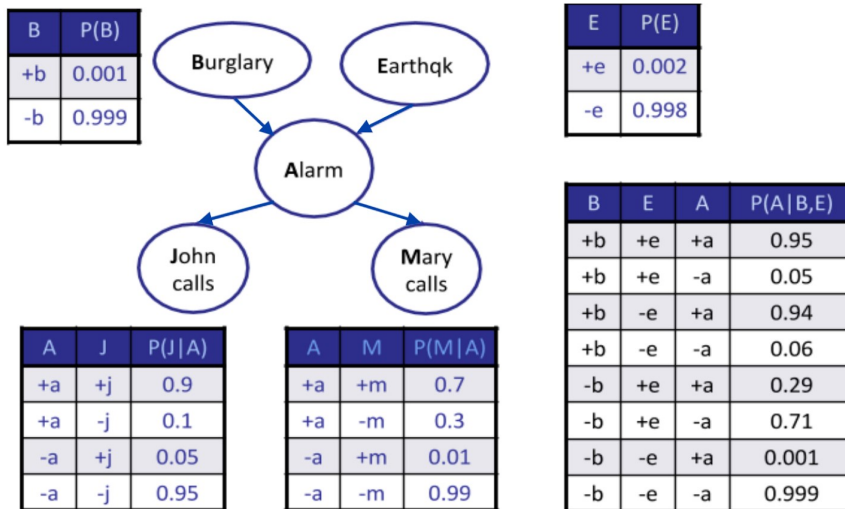 B P(B)
+b 0.001
-b 0.999
Burglary
Earthqk
E P(E)
+e 0.002
-e 0.998
Alarm
John
calls
Mary
calls
A J P(J|A)
+a +j 0.9
+a -j 0.1
-a +j 0.05
-a -j 0.95
A M P(M|A)
+a +m 0.7
+a -m 0.3
-a +m 0.01
-a -m 0.99
B E A P(A|B,E)
+b +e +a 0.95
+b +e -a 0.05
+b -e +a 0.94
+b -e -a 0.06
-b +e +a 0.29
-b +e -a 0.71
-b -e +a 0.001
-b -e -a 0.999